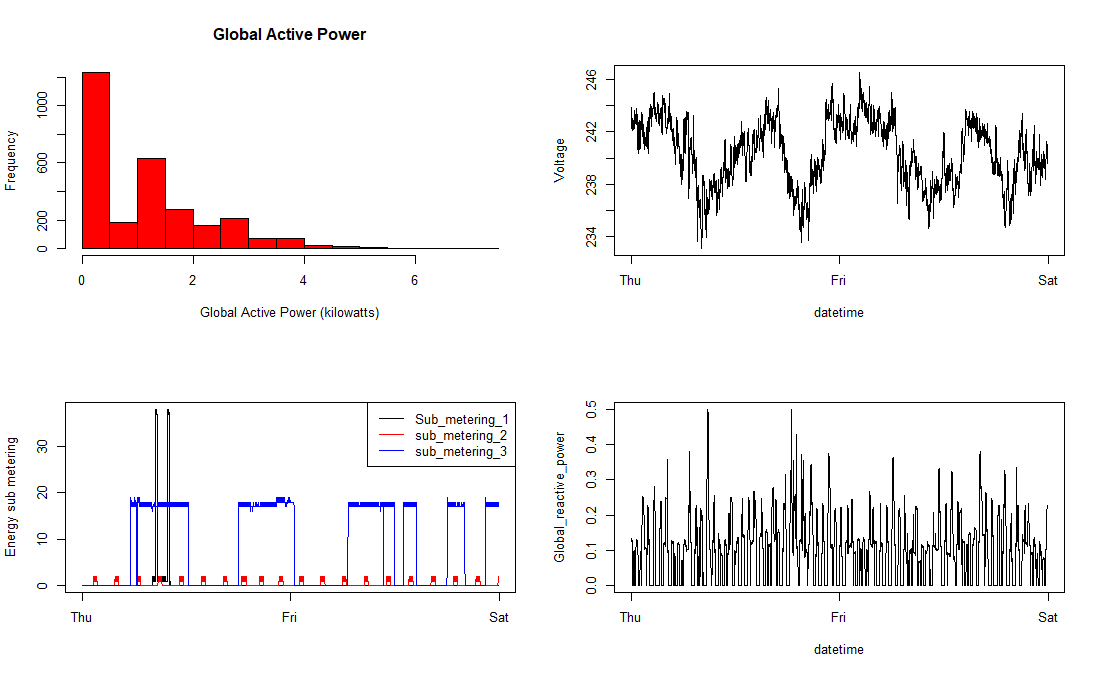 Global Active Power
Frequency
0
200
600
1000
0
2
4
6
Global Active Power (kilowatts)
Voltage
234
238
242
246
Thu
Fri
Sat
datetime
Energy sub metering
0
10
20
30
Sub_metering_1
sub_metering_2
sub_metering_3
Thu
Fri
Sat
Global_reactive_power
0.0
0.1
0.2
0.3
0.4
0.5
Thu
Fri
Sat
datetime